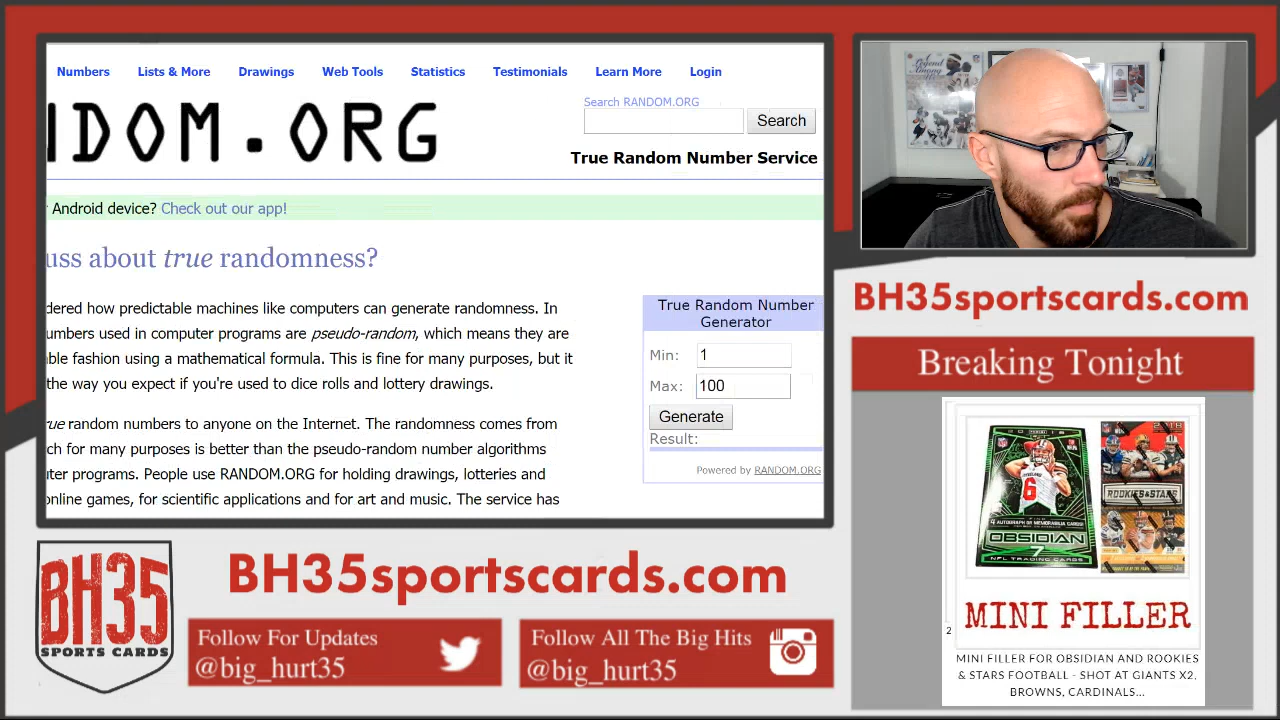 Numbers Lists & More Drawings Web Tools Statistics Testimonials Learn More Login
NDOM.ORG
Search RANDOM.ORG
Search
True Random Number Service
Android device? Check out our app!
uss about true randomness?
dered how predictable machines like computers can generate randomness. In
umbers used in computer programs are pseudo-random, which means they are
ble fashion using a mathematical formula. This is fine for many purposes, but it
the way you expect if you're used to dice rolls and lottery drawings.
rue random numbers to anyone on the Internet. The randomness comes from
ch for many purposes is better than the pseudo-random number algorithms
uter programs. People use RANDOM.ORG for holding drawings, lotteries and
online games, for scientific applications and for art and music. The service has
True Random Number
Generator
Min: 1
Max: 100
Generate
Result:
Powered by RANDOM.ORG
BH35sportscards.com
Breaking Tonight
OBSIDIAN
7
NFL TRADING CARDS
ROOKIES & STARS
MINI FILLER
2
MINI FILLER FOR OBSIDIAN AND ROOKIES
& STARS FOOTBALL - SHOT AT GIANTS X2,
BROWNS, CARDINALS...
BH35
SPORTS CARDS
BH35sportscards.com
Follow For Updates
@big_hurt35
Follow All The Big Hits
@big_hurt35